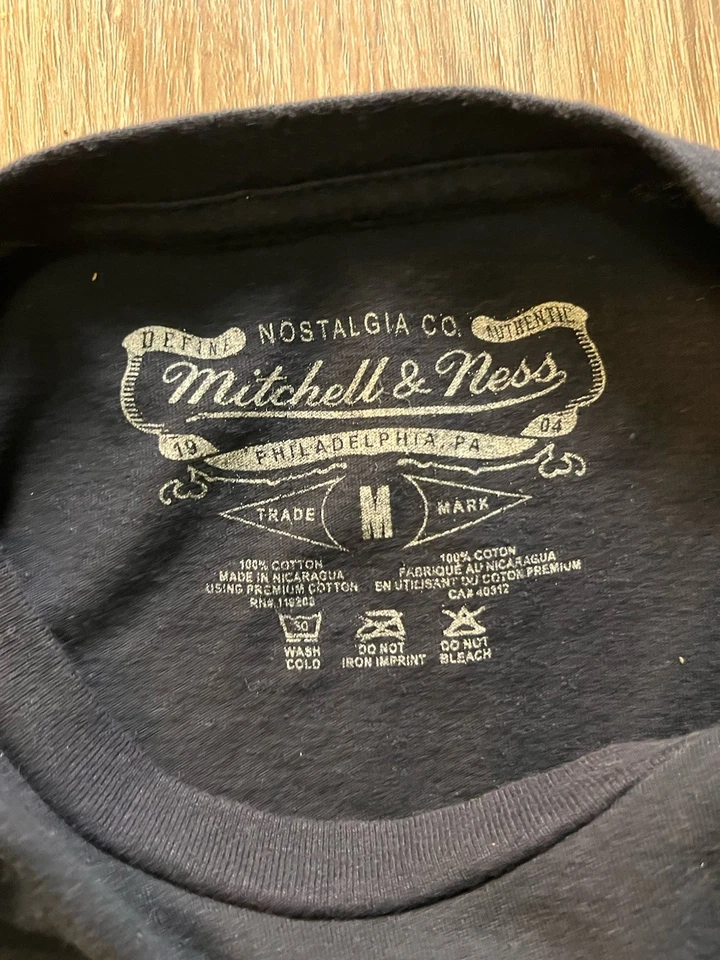 NOSTALGIA CO.
DEFINE
AUTHENTIC
Mitchell & Ness
19
04
PHILADELPHIA, PA
TRADE
M
MARK
100% COTTON
MADE IN NICARAGUA
USING PREMIUM COTTON
100% COTON
FABRIQUÉ AU NICARAGUA
EN UTILISANT DU COTON PREMIUM
CA# 40312
30
WASH
COLD
DO NOT
IRON IMPRINT
DO NOT
BLEACH